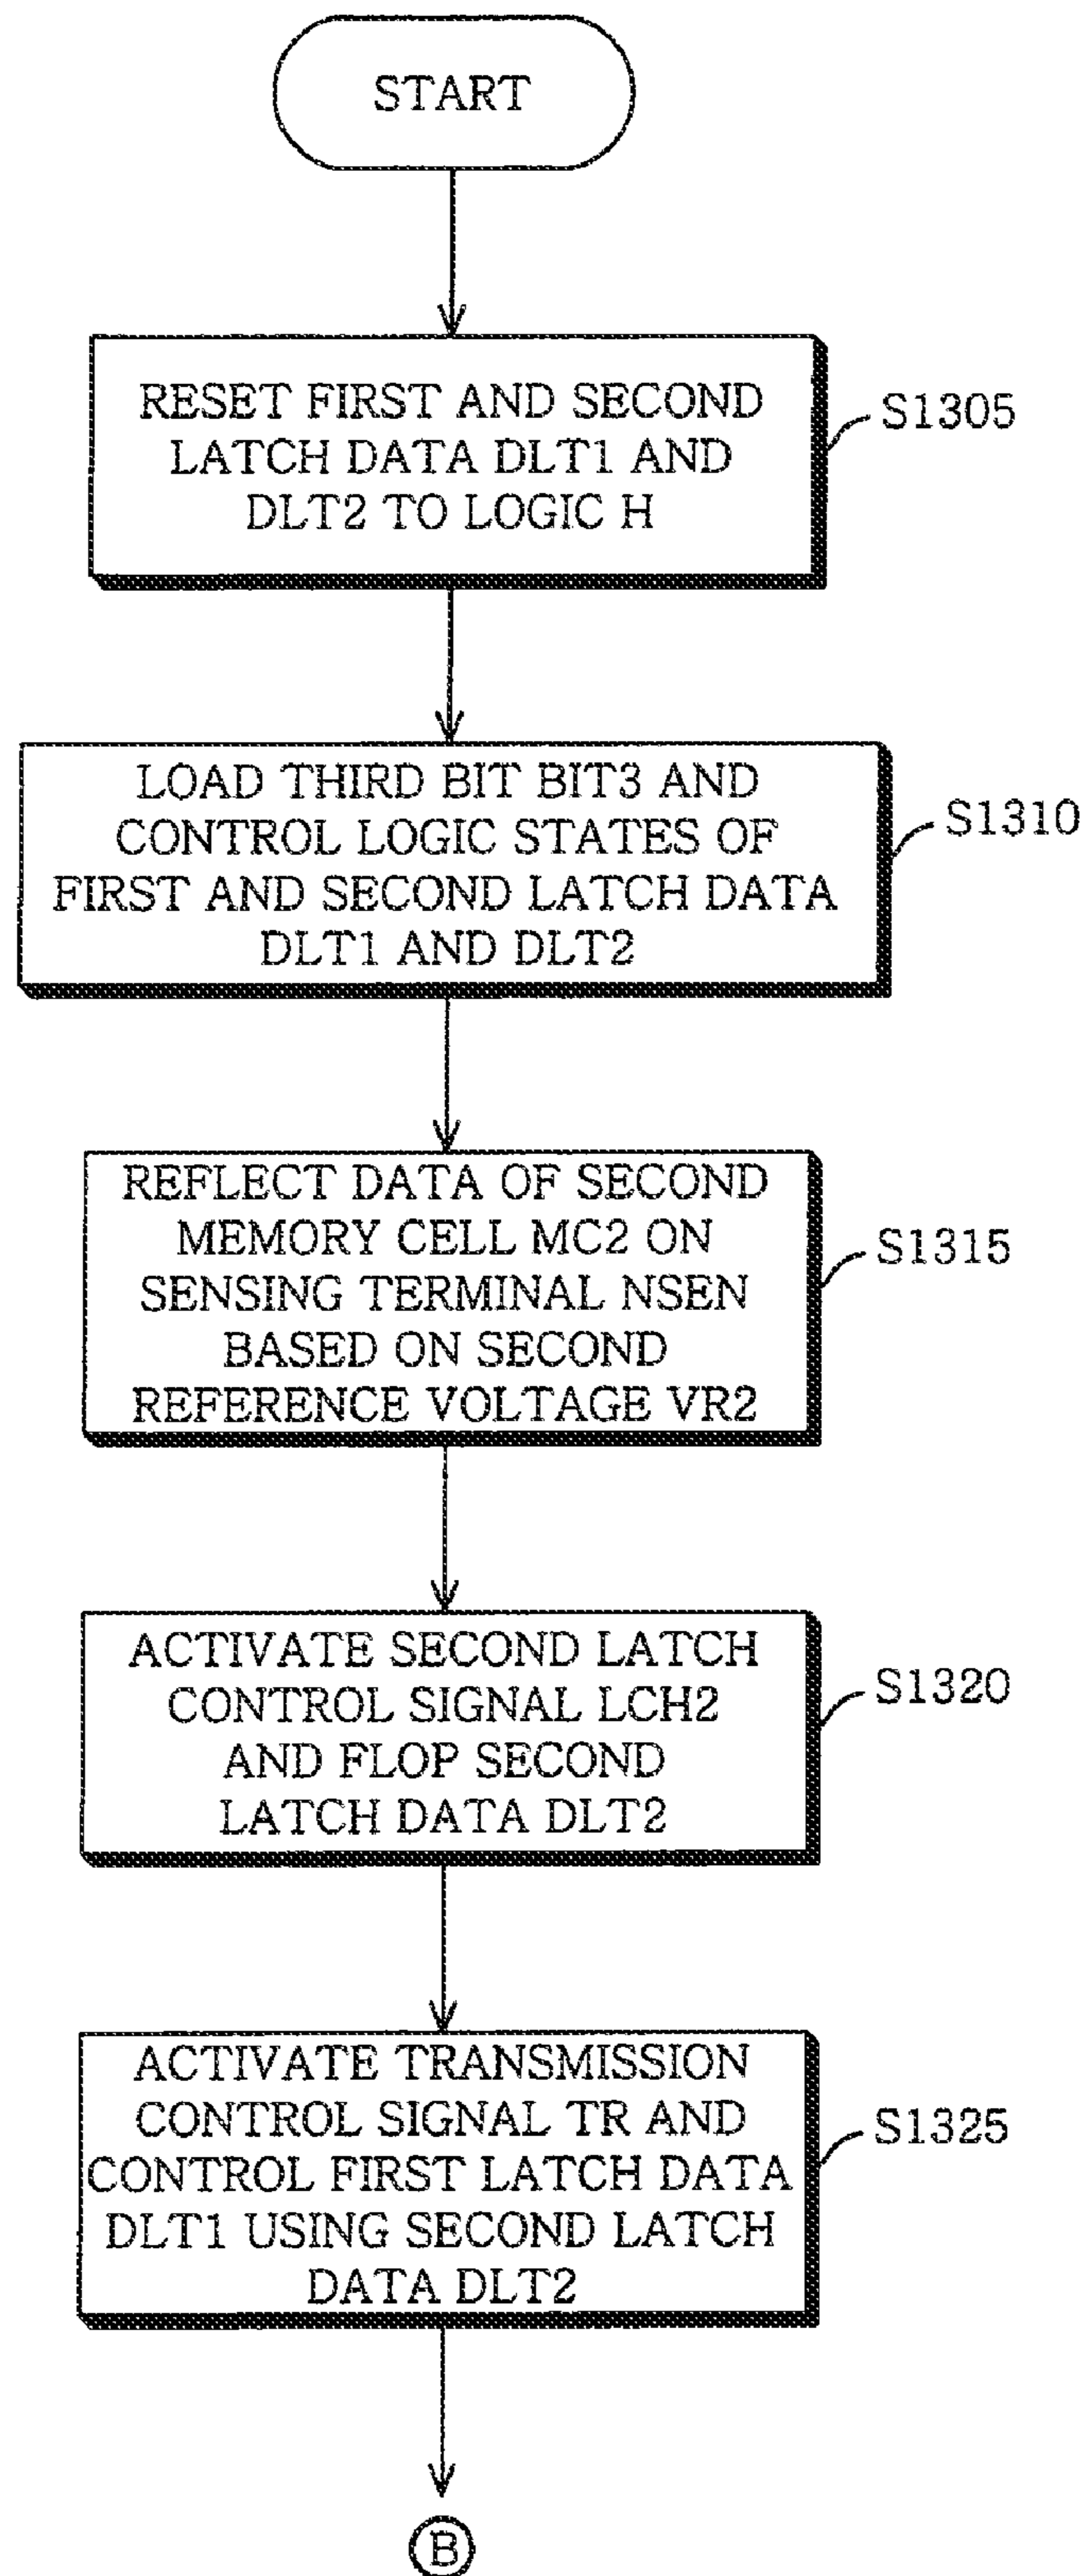 START
RESET FIRST AND SECOND
LATCH DATA DLT1 AND
DLT2 TO LOGIC H
S1305
LOAD THIRD BIT BIT3 AND
CONTROL LOGIC STATES OF
FIRST AND SECOND LATCH DATA
DLT1 AND DLT2
S1310
REFLECT DATA OF SECOND
MEMORY CELL MC2 ON
SENSING TERMINAL NSEN
BASED ON SECOND
REFERENCE VOLTAGE VR2
S1315
ACTIVATE SECOND LATCH
CONTROL SIGNAL LCH2
AND FLOP SECOND
LATCH DATA DLT2
S1320
ACTIVATE TRANSMISSION
CONTROL SIGNAL TR AND
CONTROL FIRST LATCH DATA
DLT1 USING SECOND LATCH
DATA DLT2
S1325
B